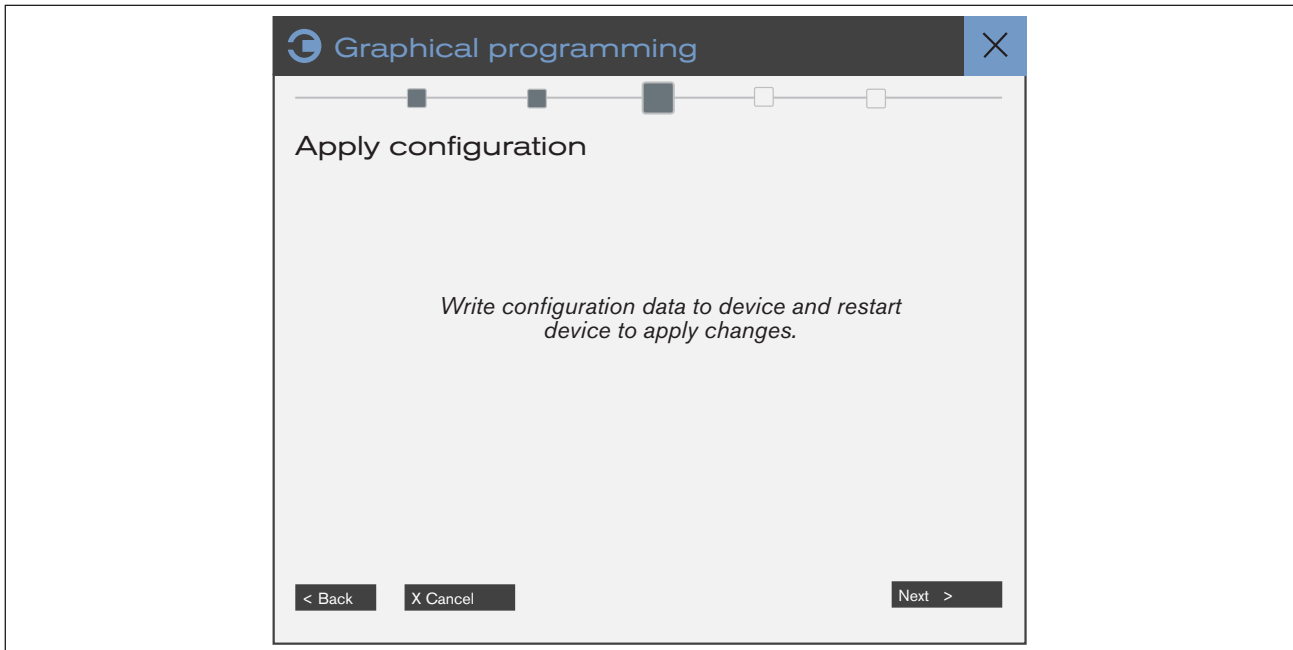 Graphical programming
Apply configuration
Write configuration data to device and restart
device to apply changes.
< Back
X Cancel
Next >